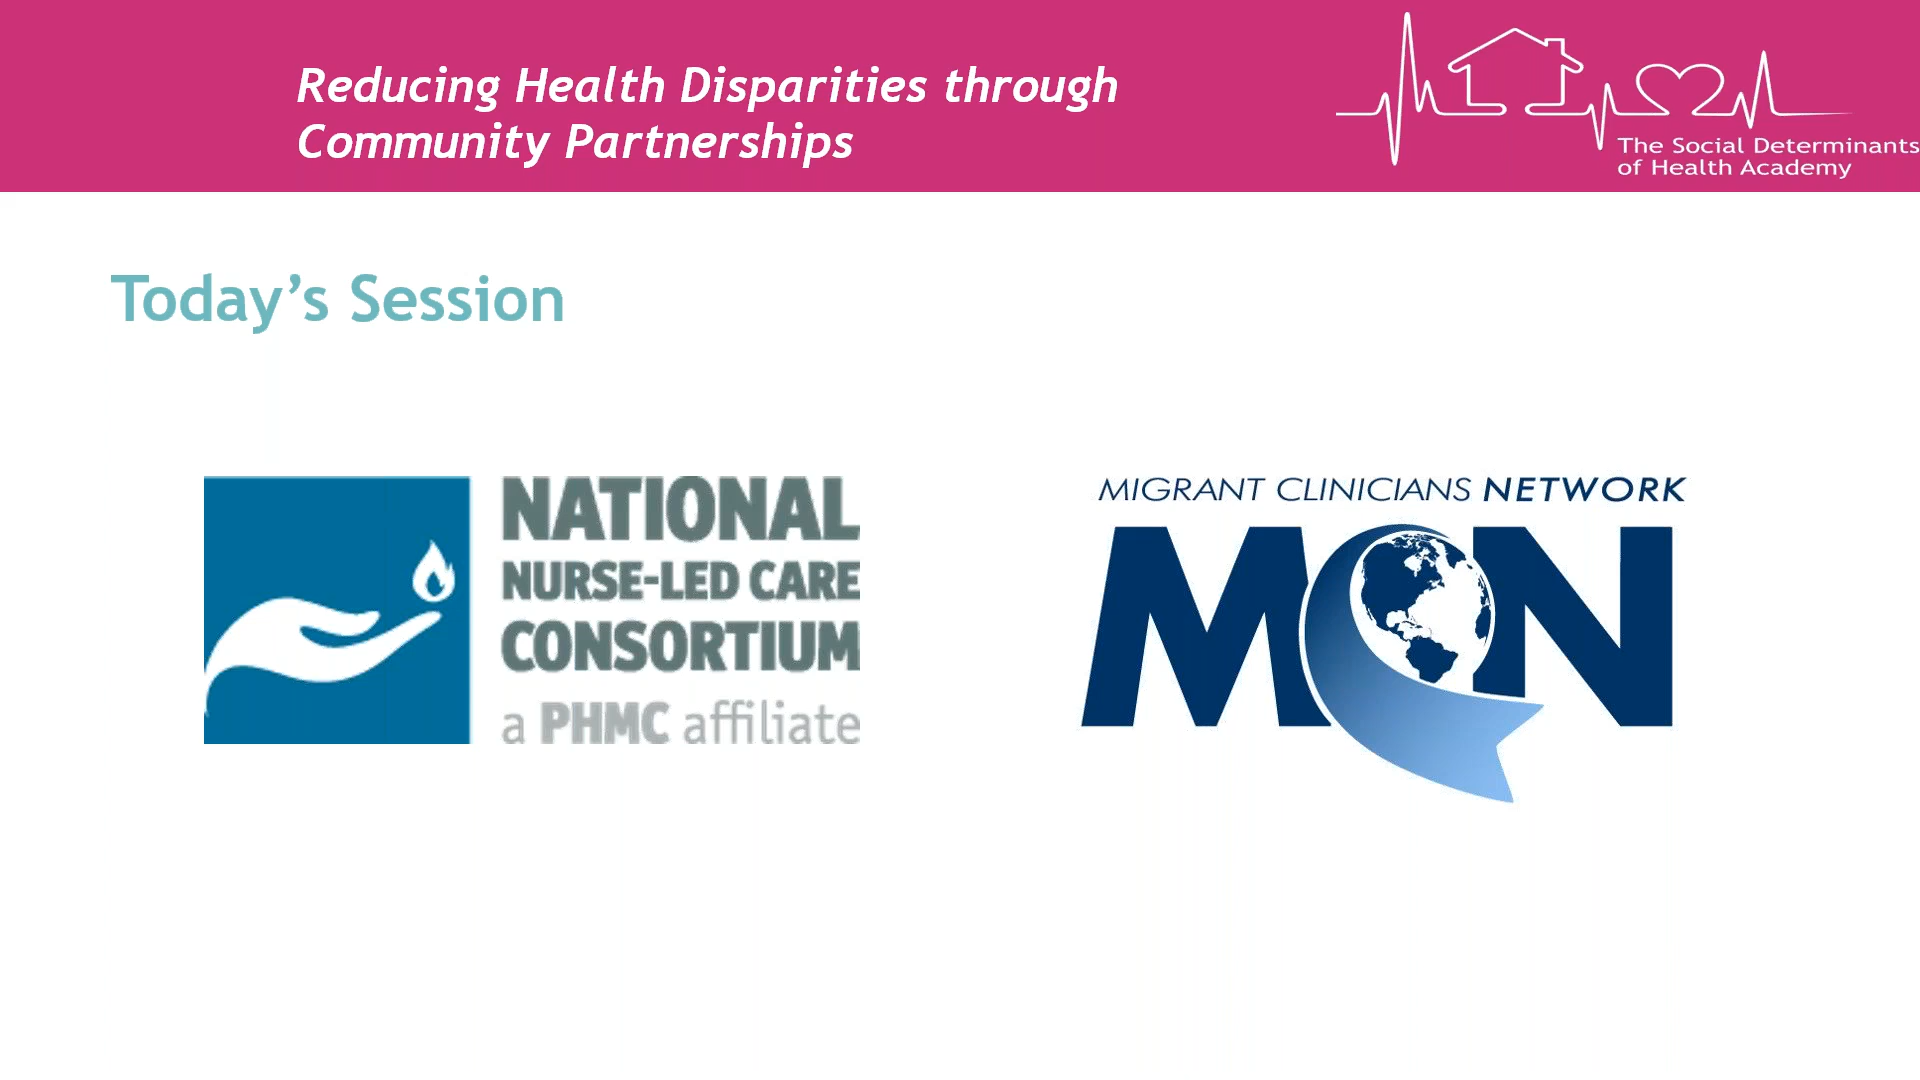 Reducing Health Disparities through
Community Partnerships
The Social Determinants
of Health Academy
Today’s Session
NATIONAL
NURSE-LED CARE
CONSORTIUM
a PHMC affiliate
MIGRANT CLINICIANS NETWORK
MCN